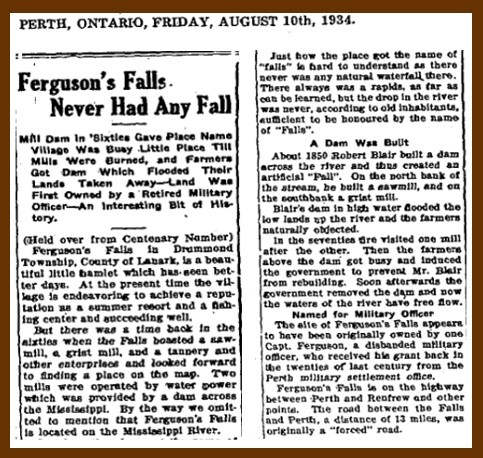 PERTH, ONTARIO, FRIDAY, AUGUST 10th, 1934.
Ferguson's Falls
Never Had Any Fall
Mill Dam in 'Sixties Gave Place Name
Village Was Busy Little Place Till
Mills Were Burned, and Farmers
Got Dam Which Flooded Their
Lands Taken Away—Land Was
First Owned by a Retired Military
Officer—An Interesting Bit of His-
tory.
(Held over from Centenary Number)
Ferguson's Falls in Drummond
Township, County of Lanark, is a beau-
tiful little hamlet which has seen bet-
ter days. At the present time the vil-
lage is endeavoring to achieve a repu-
tation as a summer resort and a fish-
ing center and succeeding well.
But there was a time back in the
sixties when the Falls boasted a saw-
mill, a grist mill, and a tannery and
other enterprises and looked forward
to finding a place on the map. Two
mills were operated by water power
which was provided by a dam across
the Mississippi. By the way we omit-
ted to mention that Ferguson's Falls
is located on the Mississippi River.
Just how the place got the name of
"falls" is hard to understand as there
never was any natural waterfall there.
There always was a rapids, as far as
can be learned, but the drop in the river
was never, according to old inhabitants,
sufficient to be honoured by the name
of "Falls".
A Dam Was Built
About 1850 Robert Blair built a dam
across the river and thus created an
artificial "Fall". On the north bank of
the stream, he built a sawmill, and on
the southbank a grist mill.
Blair's dam in high water flooded the
low lands up the river and the farmers
naturally objected.
In the seventies fire visited one mill
after the other. Then the farmers
above the dam got busy and induced
the government to prevent Mr. Blair
from rebuilding. Soon afterwards the
government removed the dam and now
the waters of the river have free flow.
Named for Military Officer
The site of Ferguson's Falls appears
to have been originally owned by one
Capt. Ferguson, a disbanded military
officer, who received his grant back in
the twenties of last century from the
Perth military settlement office.
Ferguson's Falls is on the highway
between Perth and Renfrew and other
points. The road between the Falls
and Perth, a distance of 13 miles, was
originally a "forced" road.